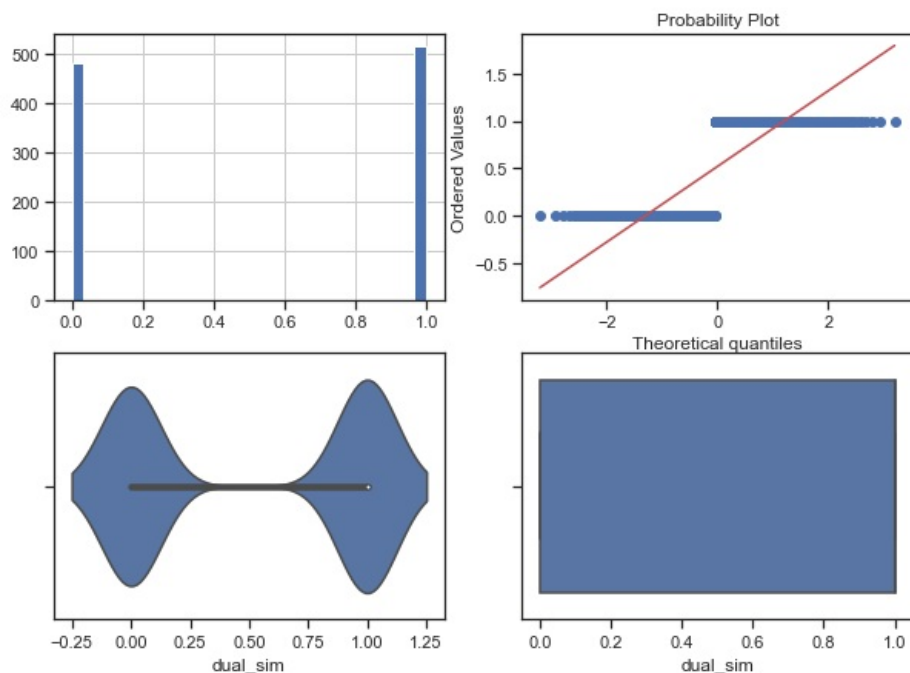 Probability Plot
500
400
300
200
100
0
0.0 0.2 0.4 0.6 0.8 1.0
Ordered Values
1.5
1.0
0.5
0.0
−0.5
−2 0 2
Theoretical quantiles
−0.25 0.00 0.25 0.50 0.75 1.00 1.25
dual_sim
0.0 0.2 0.4 0.6 0.8 1.0
dual_sim